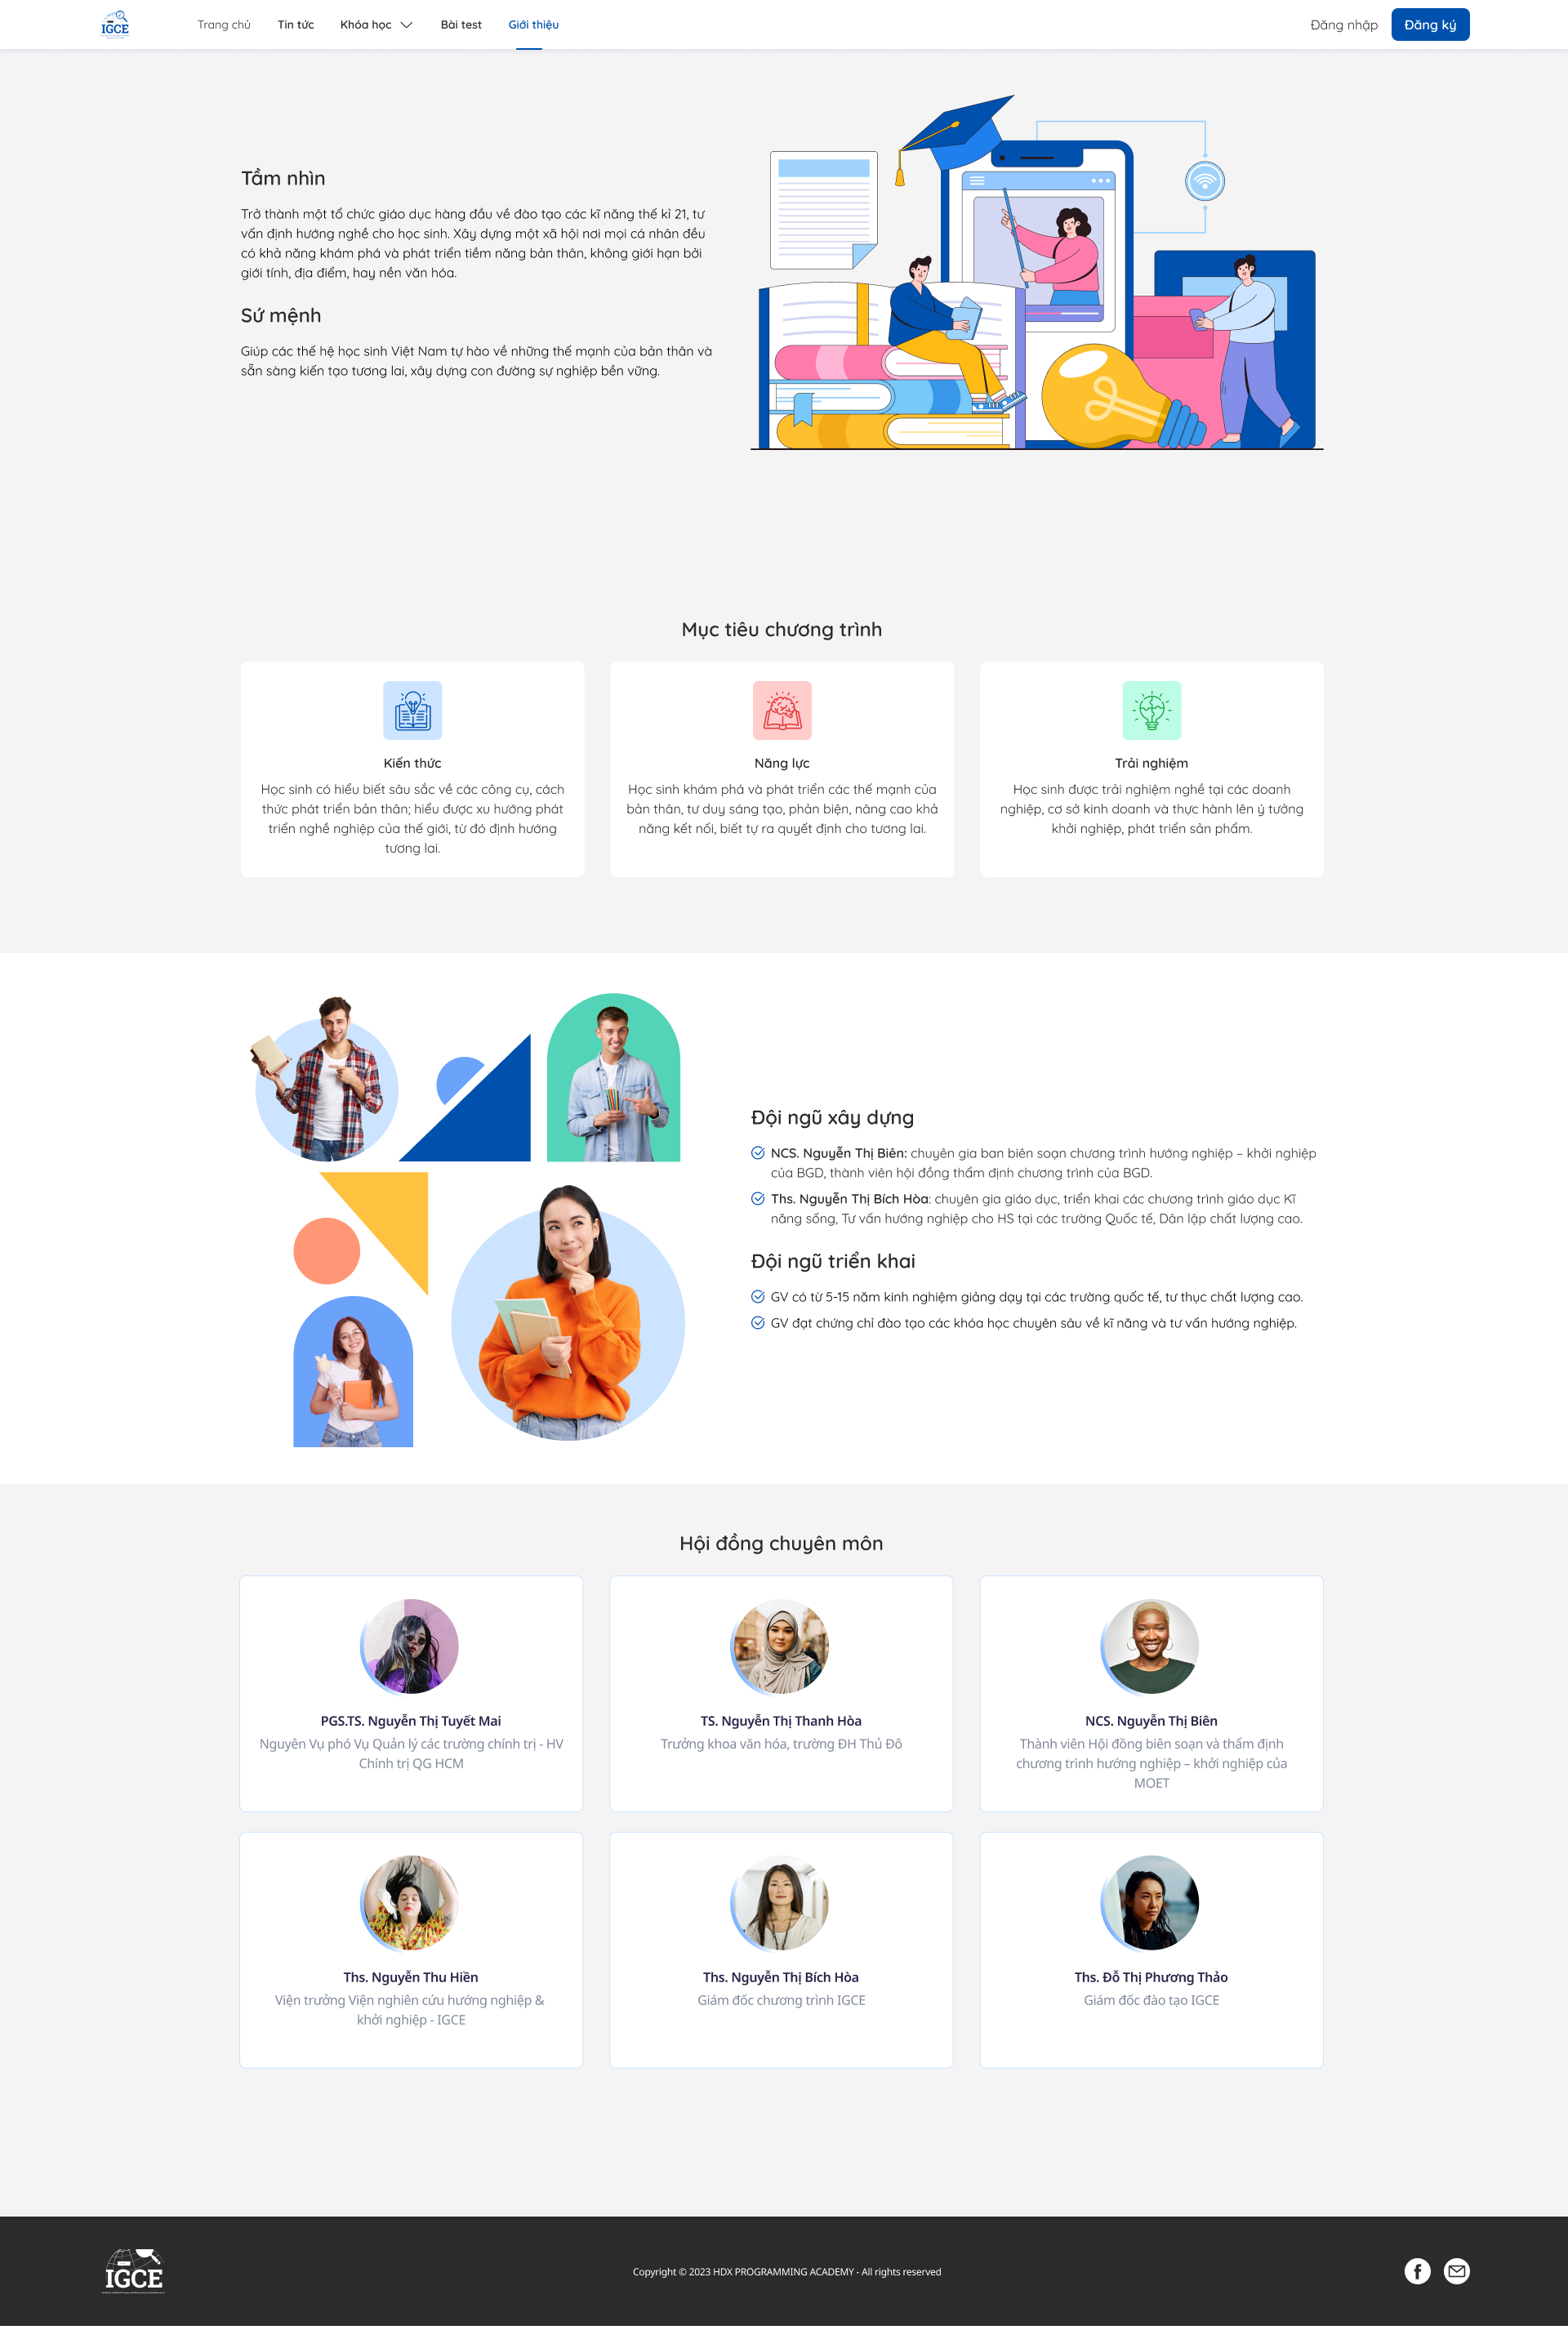 IGCE
Trang chủ
Tin tức
Khóa học
Bài test
Giới thiệu
Đăng nhập
Đăng ký
Tầm nhìn
Trở thành một tổ chức giáo dục hàng đầu về đào tạo các kĩ năng thế kỉ 21, tư
vấn định hướng nghề cho học sinh. Xây dựng một xã hội nơi mọi cá nhân đều
có khả năng khám phá và phát triển tiềm năng bản thân, không giới hạn bởi
giới tính, địa điểm, hay nền văn hóa.
Sứ mệnh
Giúp các thế hệ học sinh Việt Nam tự hào về những thế mạnh của bản thân và
sẵn sàng kiến tạo tương lai, xây dựng con đường sự nghiệp bền vững.
Mục tiêu chương trình
Kiến thức
Học sinh có hiểu biết sâu sắc về các công cụ, cách
thức phát triển bản thân; hiểu được xu hướng phát
triển nghề nghiệp của thế giới, từ đó định hướng
tương lai.
Năng lực
Học sinh khám phá và phát triển các thế mạnh của
bản thân, tư duy sáng tạo, phản biện, nâng cao khả
năng kết nối, biết tự ra quyết định cho tương lai.
Trải nghiệm
Học sinh được trải nghiệm nghề tại các doanh
nghiệp, cơ sở kinh doanh và thực hành lên ý tưởng
khởi nghiệp, phát triển sản phẩm.
Đội ngũ xây dựng
NCS. Nguyễn Thị Biên: chuyên gia ban biên soạn chương trình hướng nghiệp – khởi nghiệp
của BGD, thành viên hội đồng thẩm định chương trình của BGD.
Ths. Nguyễn Thị Bích Hòa: chuyên gia giáo dục, triển khai các chương trình giáo dục Kĩ
năng sống, Tư vấn hướng nghiệp cho HS tại các trường Quốc tế, Dân lập chất lượng cao.
Đội ngũ triển khai
GV có từ 5-15 năm kinh nghiệm giảng dạy tại các trường quốc tế, tư thục chất lượng cao.
GV đạt chứng chỉ đào tạo các khóa học chuyên sâu về kĩ năng và tư vấn hướng nghiệp.
Hội đồng chuyên môn
PGS.TS. Nguyễn Thị Tuyết Mai
Nguyên Vụ phó Vụ Quản lý các trường chính trị - HV
Chính trị QG HCM
TS. Nguyễn Thị Thanh Hòa
Trưởng khoa văn hóa, trường ĐH Thủ Đô
NCS. Nguyễn Thị Biên
Thành viên Hội đồng biên soạn và thẩm định
chương trình hướng nghiệp – khởi nghiệp của
MOET
Ths. Nguyễn Thu Hiền
Viện trưởng Viện nghiên cứu hướng nghiệp &
khởi nghiệp - IGCE
Ths. Nguyễn Thị Bích Hòa
Giám đốc chương trình IGCE
Ths. Đỗ Thị Phương Thảo
Giám đốc đào tạo IGCE
IGCE
Copyright © 2023 HDX PROGRAMMING ACADEMY - All rights reserved